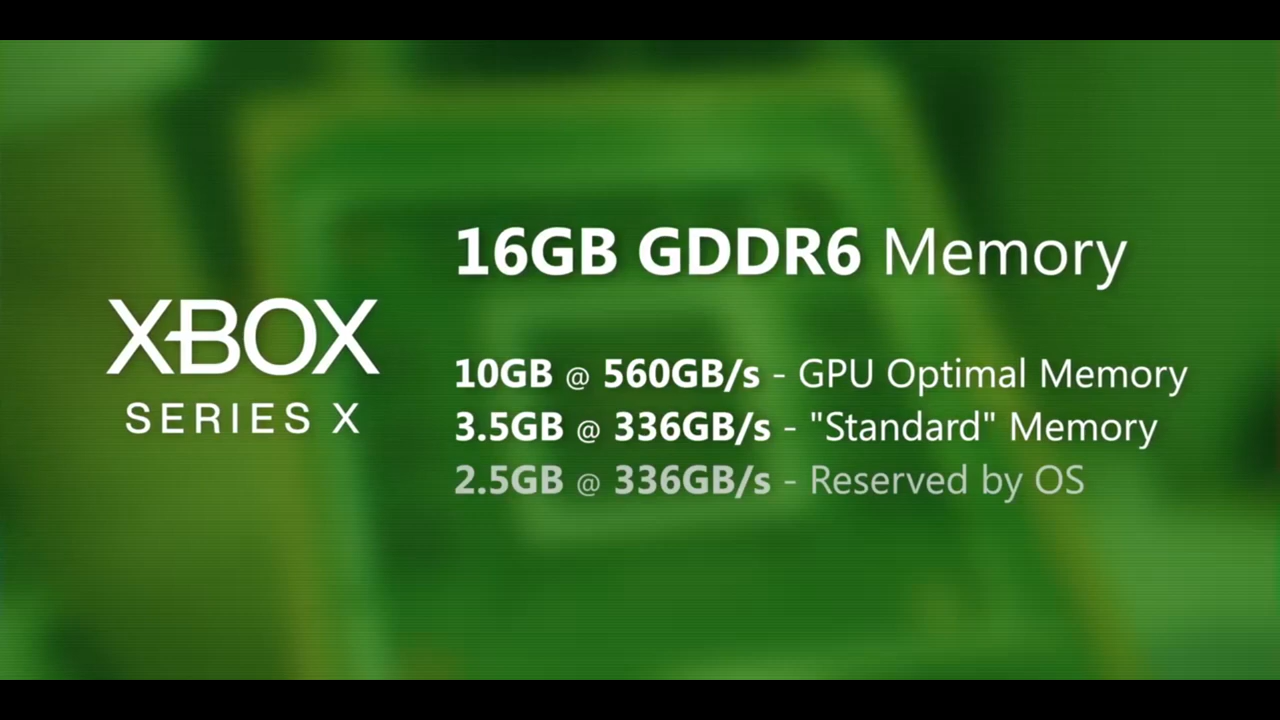 XBOX
SERIES X
16GB GDDR6 Memory
10GB @ 560GB/s - GPU Optimal Memory
3.5GB @ 336GB/s - "Standard" Memory
2.5GB @ 336GB/s - Reserved by OS